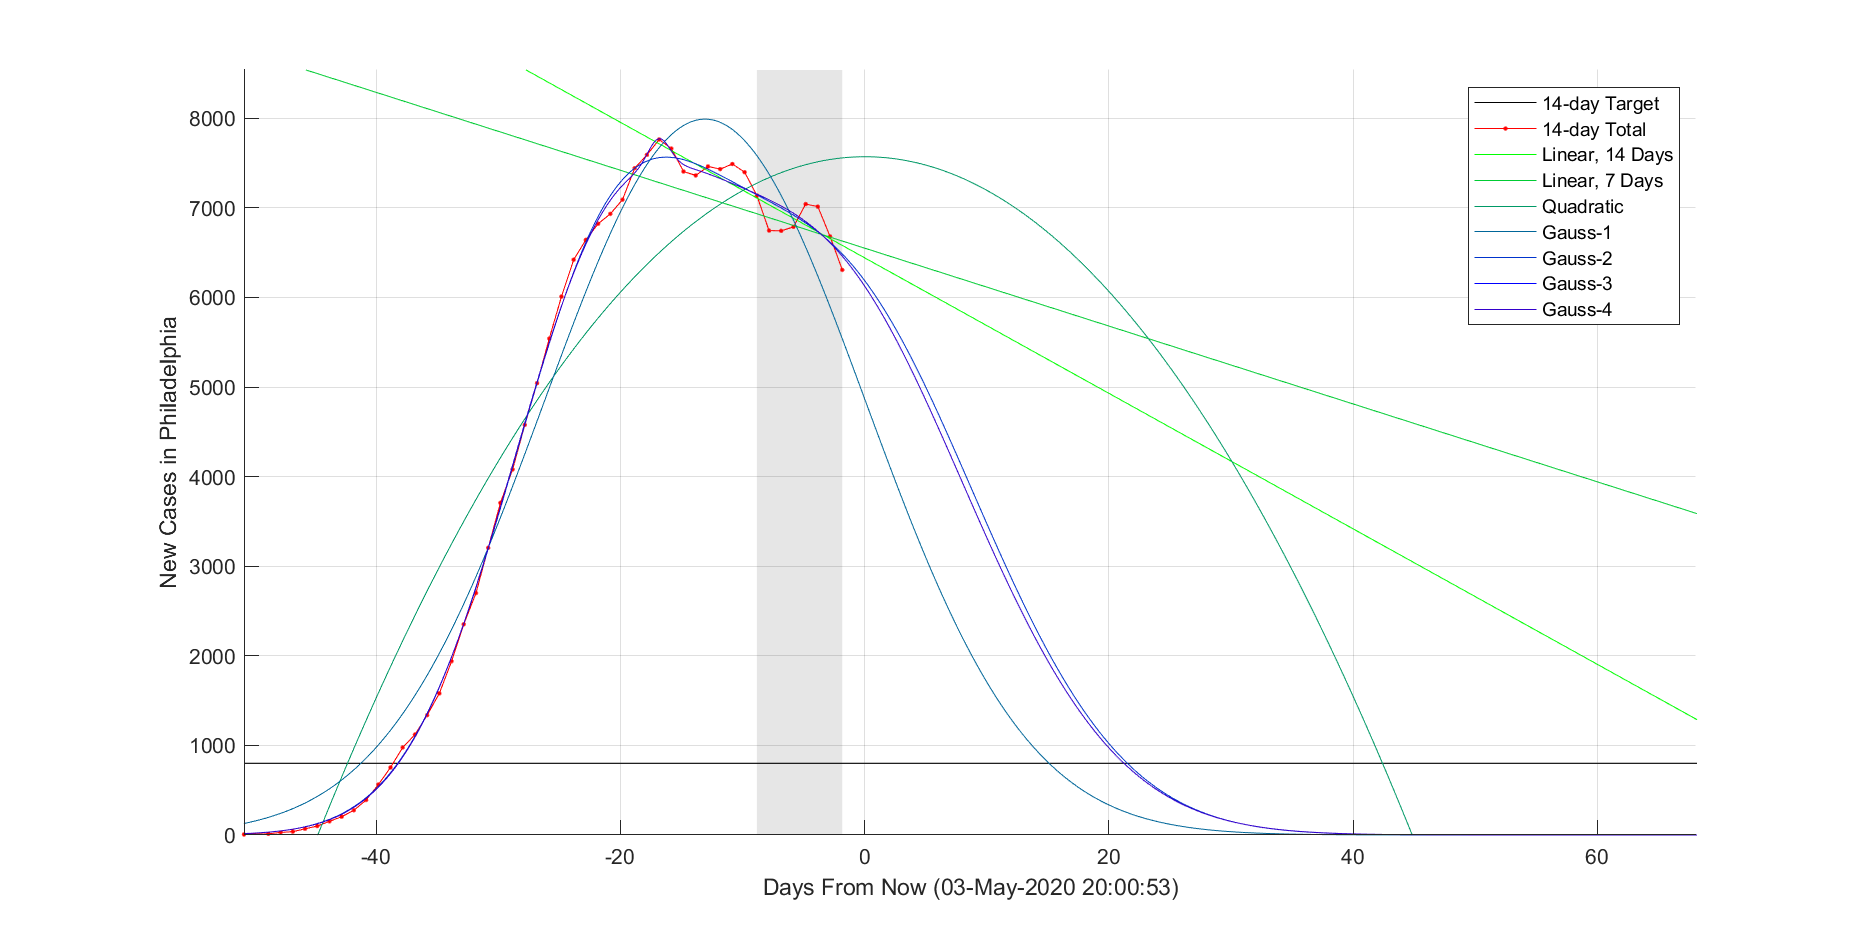 8000
7000
6000
5000
4000
3000
2000
1000
0
New Cases in Philadelphia
-40
-20
0
20
40
60
Days From Now (03-May-2020 20:00:53)
14-day Target
14-day Total
Linear, 14 Days
Linear, 7 Days
Quadratic
Gauss-1
Gauss-2
Gauss-3
Gauss-4